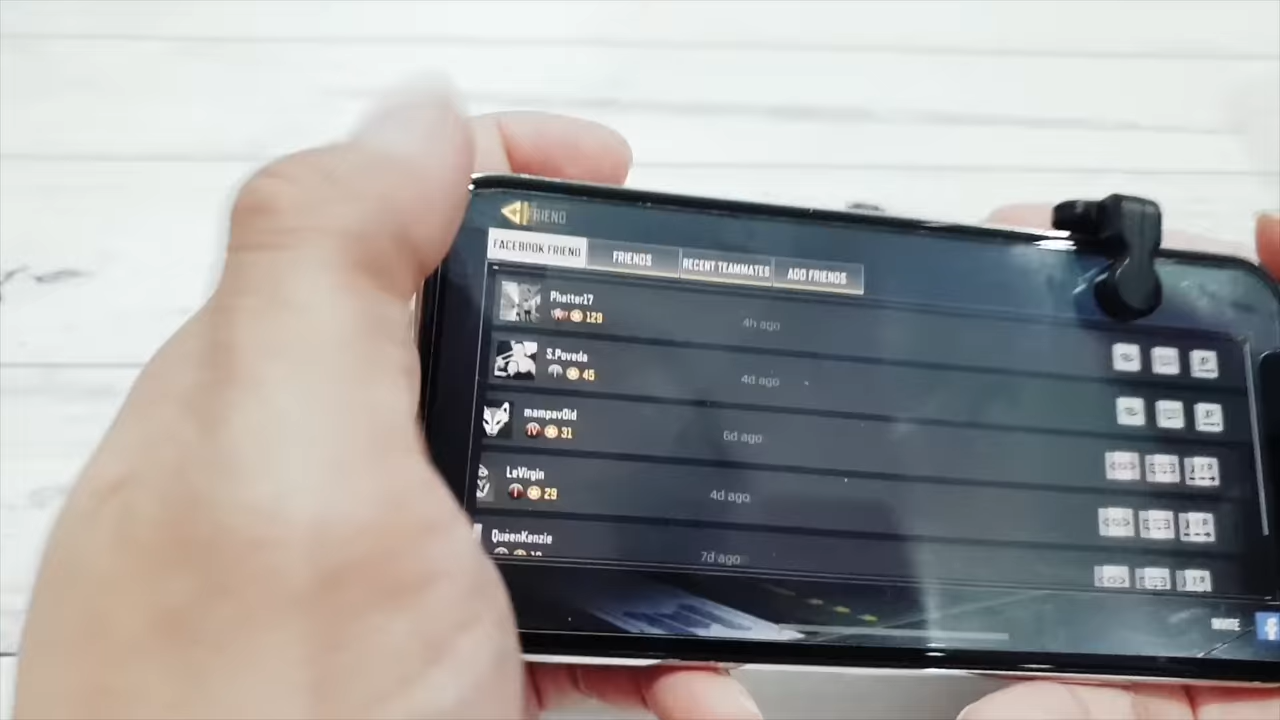 FRIEND
FACEBOOK FRIEND FRIENDS RECENT TEAMMATES ADD FRIENDS
Phatter17
129
4h ago
S.Poveda
45
4d ago
mampav0id
31
6d ago
LeVirgin
29
4d ago
QueenKenzie
7d ago
INVITE f